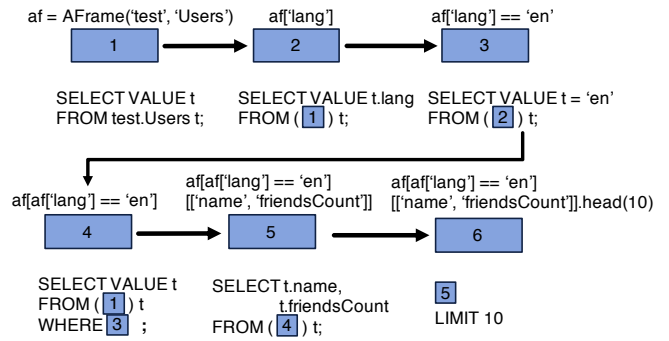 af = AFrame(‘test’, ‘Users’)
af[‘lang’]
af[‘lang’] == ‘en’
1
2
3
SELECT VALUE t
FROM test.Users t;
SELECT VALUE t.lang
FROM ( 1 ) t;
SELECT VALUE t = ‘en’
FROM ( 2 ) t;
af[af[‘lang’] == ‘en’]
af[af[‘lang’] == ‘en’]
[[‘name’, ‘friendsCount’]]
af[af[‘lang’] == ‘en’]
[[‘name’, ‘friendsCount’]].head(10)
4
5
6
SELECT VALUE t
FROM ( 1 ) t
WHERE 3 ;
SELECT t.name,
t.friendsCount
FROM ( 4 ) t;
5
LIMIT 10